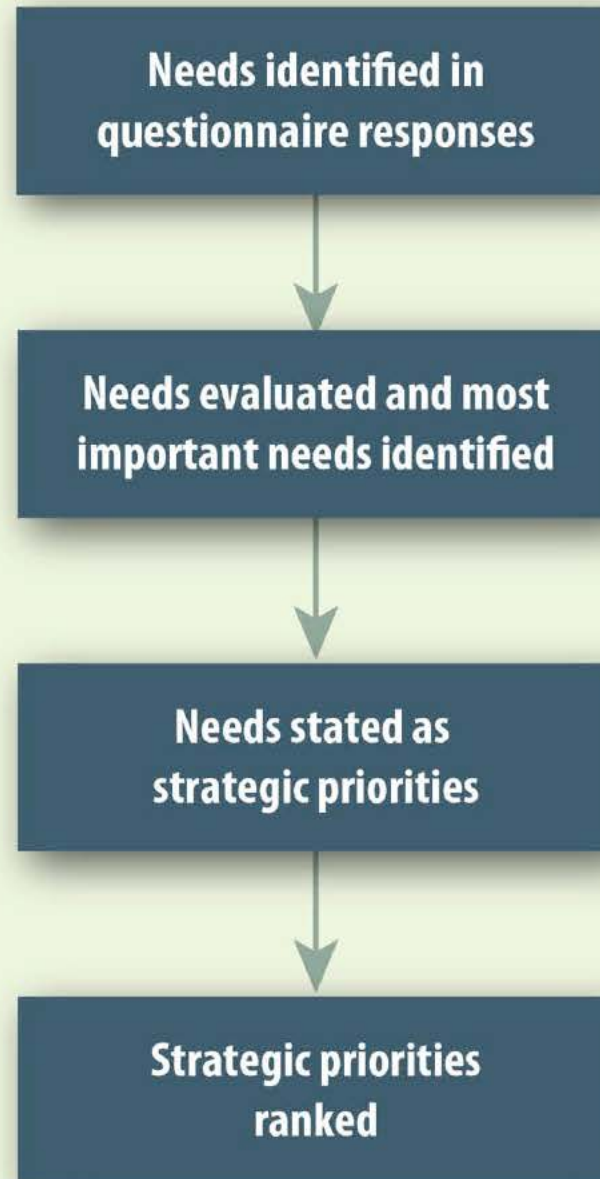 Needs identified in
questionnaire responses
Needs evaluated and most
important needs identified
Needs stated as
strategic priorities
Strategic priorities
ranked